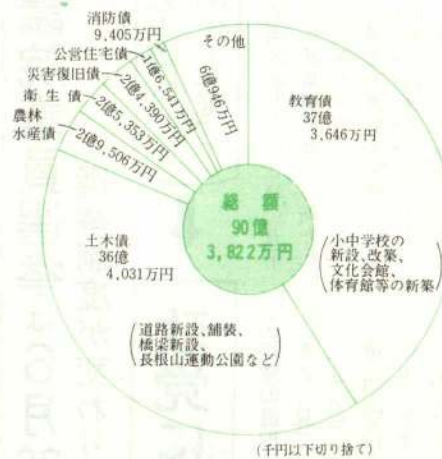 消防債
9,405万円
公営住宅債
1億6,541万円
災害復旧債
2億4,390万円
衛生債
2億5,353万円
農林
水産債
2億9,506万円
その他
6億946万円
教育債
37億
3,646万円
(小中学校の
新設、改築、
文化会館、
体育館等の新築)
総額
90億
3,822万円
土木債
36億
4,031万円
(道路新設、舗装、
橋梁新設、
長根山運動公園など)
(千円以下切り捨て)